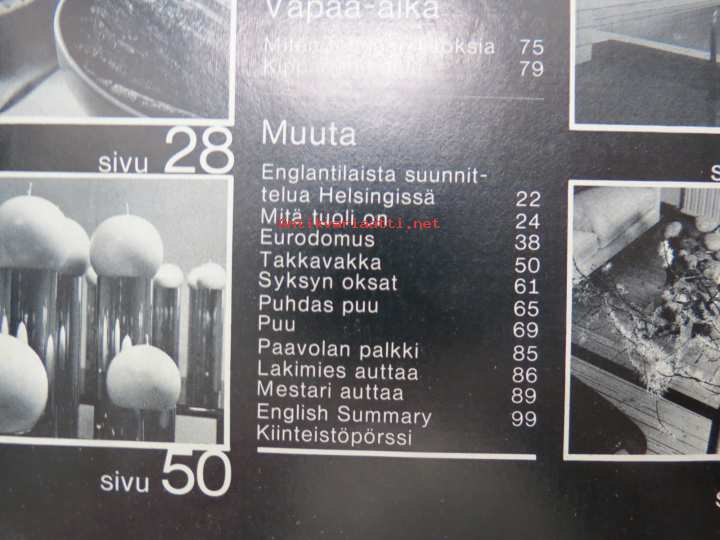 Vapaa-aika
75
79
Muuta
Englantilaista suunnit-
telua Helsingissä 22
Mitä tuoli on 24
Antikvariaatti.net
Eurodomus 38
Takkavakka 50
Syksyn oksat 61
Puhdas puu 65
Puu 69
Paavolan palkki 85
Lakimies auttaa 86
Mestari auttaa 89
English Summary 99
Kiinteistöpörssi
sivu 28
sivu 50
s
s